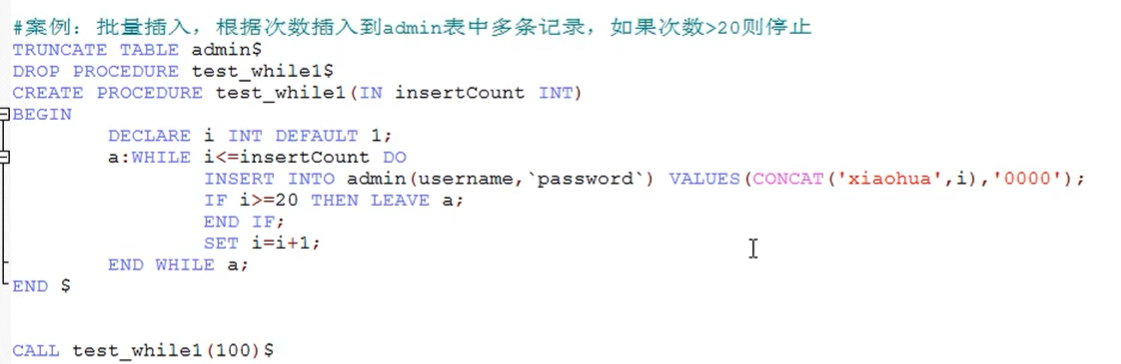 #案例：批量插入，根据次数插入到admin表中多条记录，如果次数>20则停止
TRUNCATE TABLE admin$
DROP PROCEDURE test_while1$
CREATE PROCEDURE test_while1(IN insertCount INT)
BEGIN
DECLARE i INT DEFAULT 1;
a:WHILE i<=insertCount DO
INSERT INTO admin(username,`password`) VALUES(CONCAT('xiaohua',i),'0000');
IF i>=20 THEN LEAVE a;
END IF;
SET i=i+1;
END WHILE a;
END $
CALL test_while1(100)$